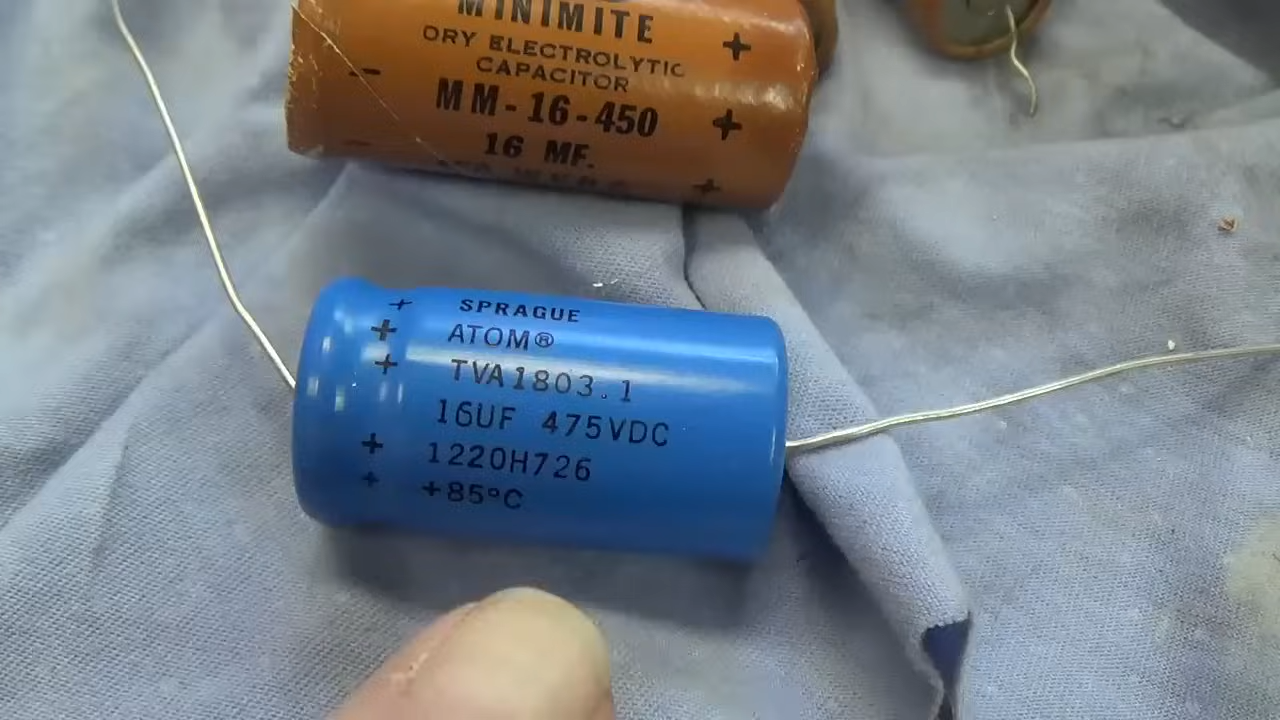 MINIMITE
DRY ELECTROLYTIC
CAPACITOR
MM-16-450
16 MF.
+
+
+
-
-
SPRAGUE
ATOM®
TVA1803.1
16UF 475VDC
1220H726
+85°C
+
+
+
+
+